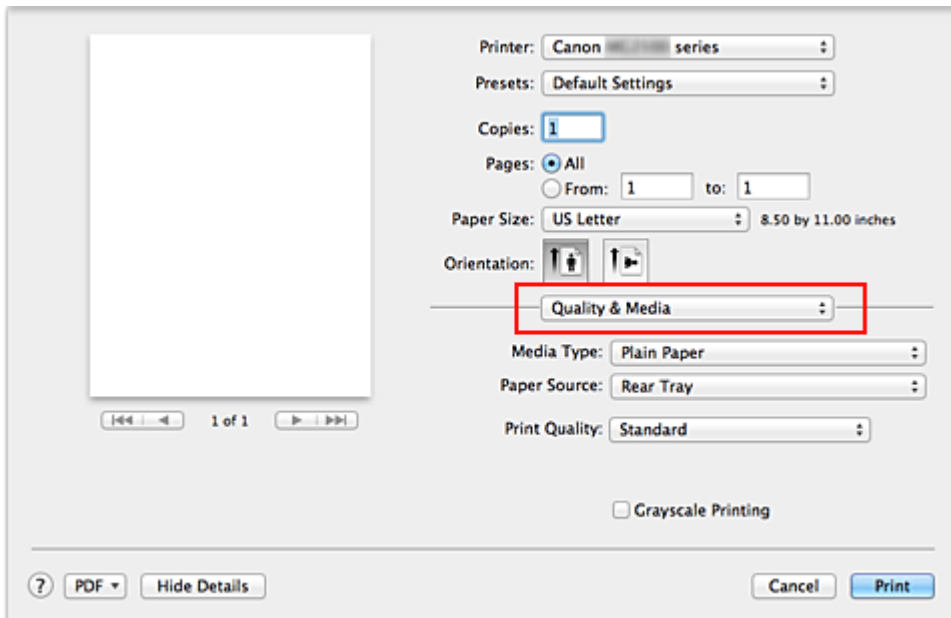 Printer: Canon series
Presets: Default Settings
Copies: 1
Pages: All
From: 1 to: 1
Paper Size: US Letter 8.50 by 11.00 inches
Orientation:
Quality & Media
Media Type: Plain Paper
Paper Source: Rear Tray
1 of 1
Print Quality: Standard
Grayscale Printing
? PDF Hide Details Cancel Print